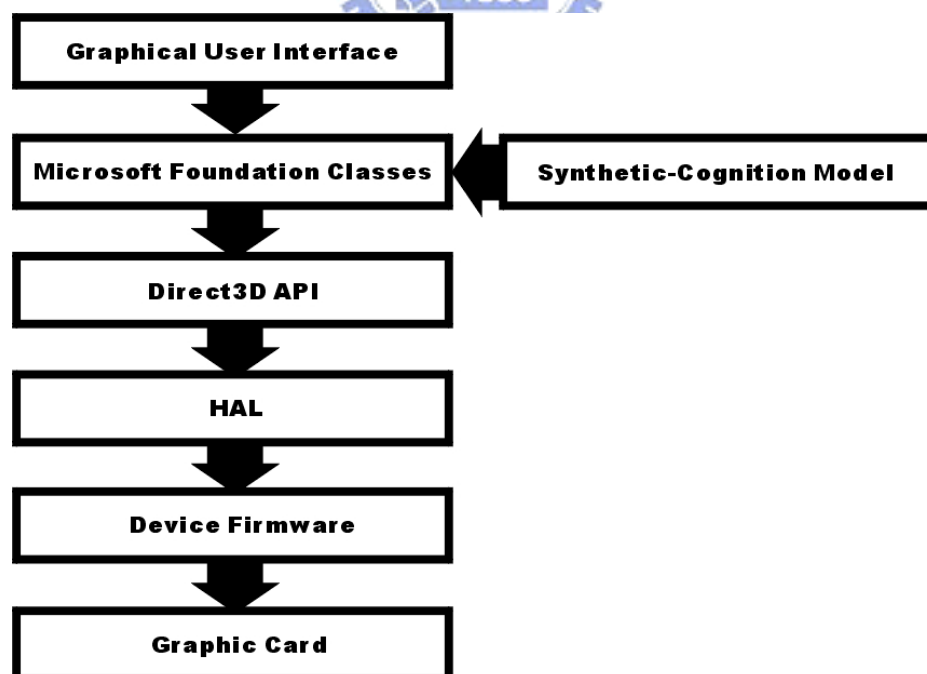 Graphical User Interface
Microsoft Foundation Classes
Synthetic-Cognition Model
Direct3D API
HAL
Device Firmware
Graphic Card